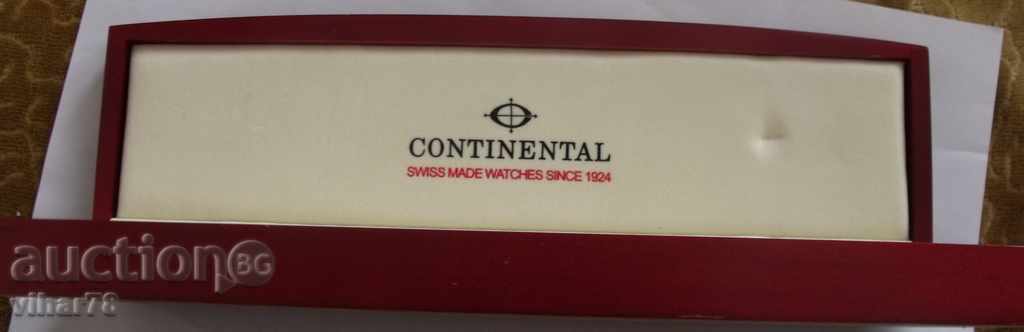 CONTINENTAL
SWISS MADE WATCHES SINCE 1924
auction BG
vihar78